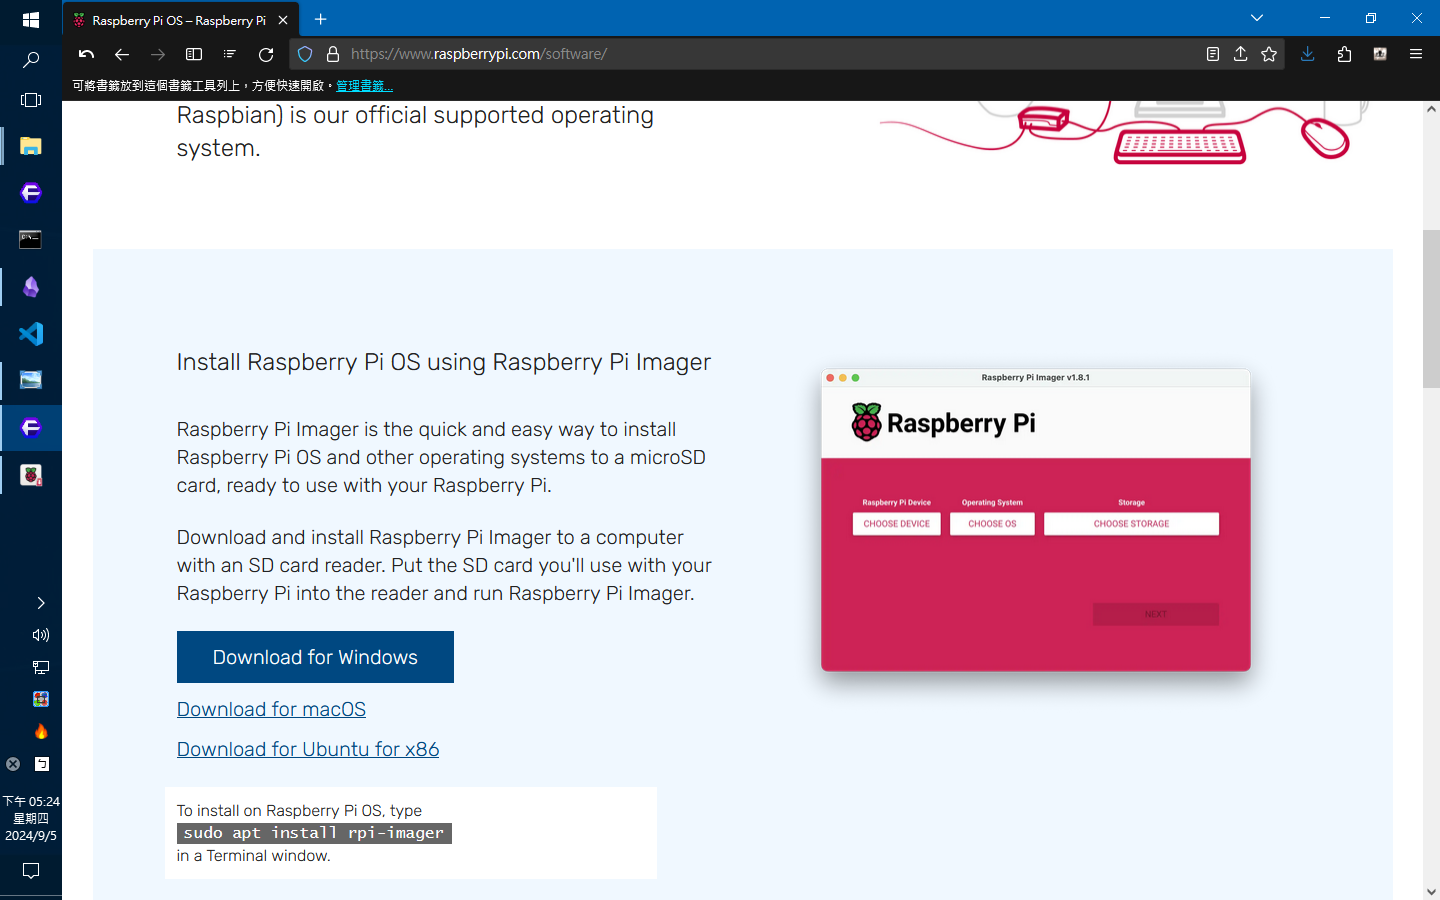 Raspberry Pi OS – Raspberry Pi
https://www.raspberrypi.com/software/
可將書籤放到這個書籤工具列上，方便快速開啟。管理書籤...
Raspbian) is our official supported operating
system.
Install Raspberry Pi OS using Raspberry Pi Imager
Raspberry Pi Imager is the quick and easy way to install
Raspberry Pi OS and other operating systems to a microSD
card, ready to use with your Raspberry Pi.
Download and install Raspberry Pi Imager to a computer
with an SD card reader. Put the SD card you'll use with your
Raspberry Pi into the reader and run Raspberry Pi Imager.
Download for Windows
Download for macOS
Download for Ubuntu for x86
To install on Raspberry Pi OS, type
sudo apt install rpi-imager
in a Terminal window.
Raspberry Pi Imager v1.8.1
Raspberry Pi
Raspberry Pi Device Operating System Storage
CHOOSE DEVICE CHOOSE OS CHOOSE STORAGE
NEXT
ㄅ
下午 05:24
星期四
2024/9/5